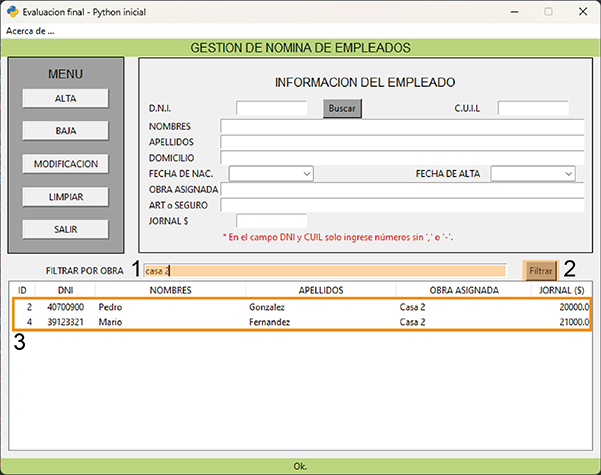 Evaluacion final - Python inicial
Acerca de ...
GESTION DE NOMINA DE EMPLEADOS
MENU
ALTA
BAJA
MODIFICACION
LIMPIAR
SALIR
INFORMACION DEL EMPLEADO
D.N.I. Buscar C.U.I.L
NOMBRES
APELLIDOS
DOMICILIO
FECHA DE NAC. FECHA DE ALTA
OBRA ASIGNADA
ART o SEGURO
JORNAL $
* En el campo DNI y CUIL solo ingrese números sin ',' o '-'.
FILTRAR POR OBRA 1 casa 2 Filtrar 2
ID DNI NOMBRES APELLIDOS OBRA ASIGNADA JORNAL ($)
2 40700900 Pedro Gonzalez Casa 2 20000.0
4 39123321 Mario Fernandez Casa 2 21000.0
3
Ok.